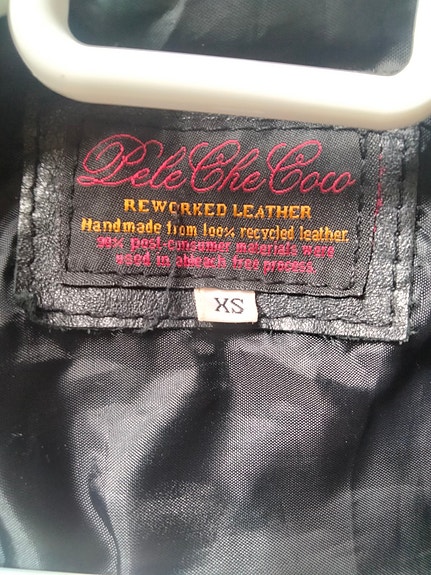 Pele Che Coco
REWORKED LEATHER
Handmade from 100% recycled leather.
99% post-consumer materials were
used in a bleach free process.
XS